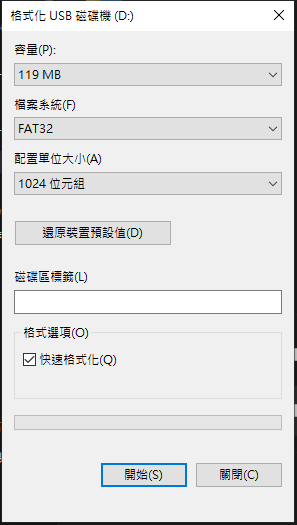 格式化 USB 磁碟機 (D:)
容量(P):
119 MB
檔案系統(F)
FAT32
配置單位大小(A)
1024 位元組
還原裝置預設值(D)
磁碟區標籤(L)
格式選項(O)
快速格式化(Q)
開始(S)
關閉(C)